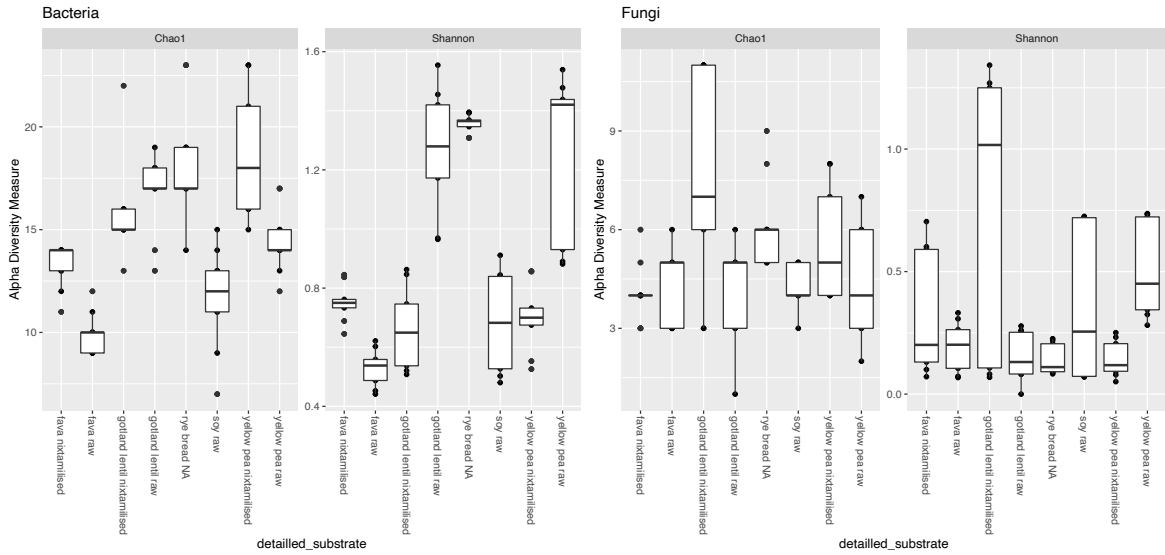 Bacteria
Fungi
Chao1
Shannon
Chao1
Shannon
Alpha Diversity Measure
20
15
10
1.6
1.2
0.8
0.4
Alpha Diversity Measure
9
6
3
1.0
0.5
0.0
fava nixtamilised
fava raw
gotland lentil nixtamilised
gotland lentil raw
rye bread NA
soy raw
yellow pea nixtamilised
yellow pea raw
fava nixtamilised
fava raw
gotland lentil nixtamilised
gotland lentil raw
rye bread NA
soy raw
yellow pea nixtamilised
yellow pea raw
fava nixtamilised
fava raw
gotland lentil nixtamilised
gotland lentil raw
rye bread NA
soy raw
yellow pea nixtamilised
yellow pea raw
fava nixtamilised
fava raw
gotland lentil nixtamilised
gotland lentil raw
rye bread NA
soy raw
yellow pea nixtamilised
yellow pea raw
detailled_substrate
detailled_substrate